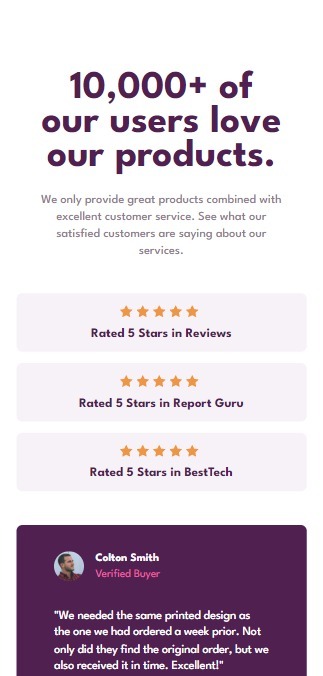 10,000+ of
our users love
our products.
We only provide great products combined with
excellent customer service. See what our
satisfied customers are saying about our
services.
Rated 5 Stars in Reviews
Rated 5 Stars in Report Guru
Rated 5 Stars in BestTech
Colton Smith
Verified Buyer
"We needed the same printed design as
the one we had ordered a week prior. Not
only did they find the original order, but we
also received it in time. Excellent!"